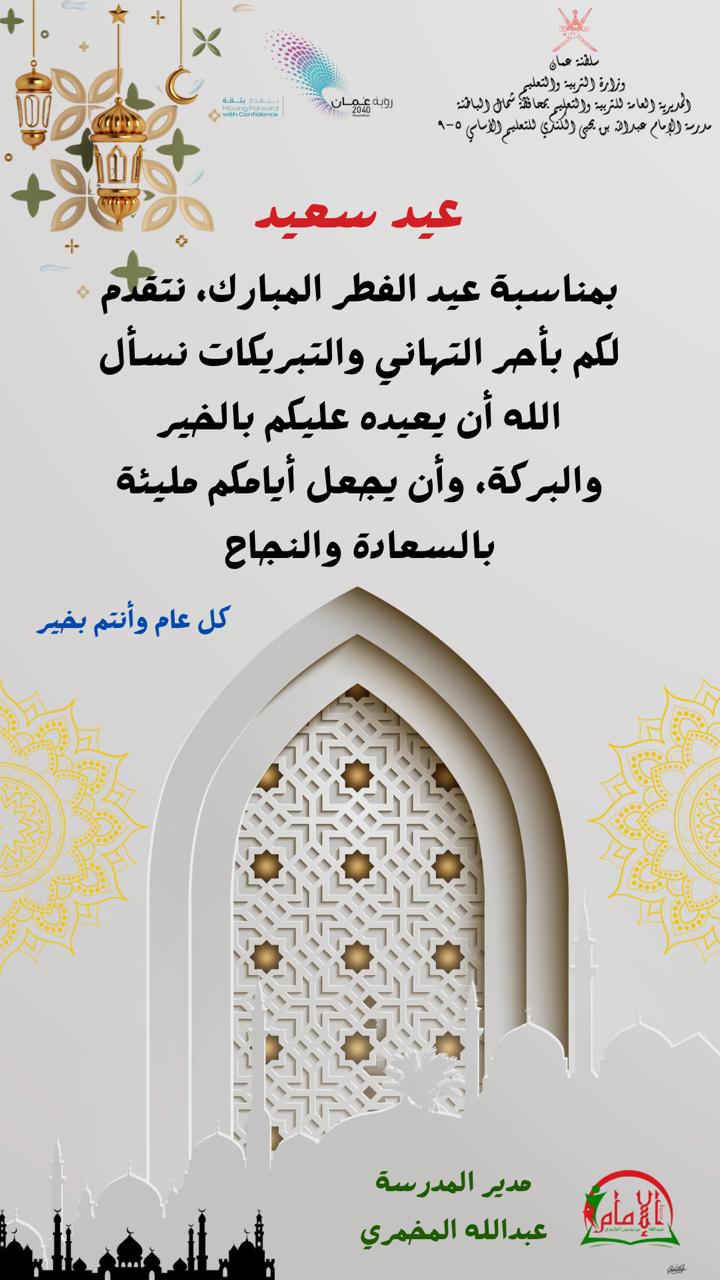 سلطنة عمان
وزارة التربية والتعليم
المديرية العامة للتربية والتعليم بمحافظة شمال الباطنة
مدرسة الإمام عبدالله بن يحيى الكندي للتعليم الأساسي ٥-٩
رؤية عُمان
2040
نتقدم بثقة
Moving Forward
with Confidence
عيد سعيد
بمناسبة عيد الفطر المبارك، نتقدم
لكم بأحر التهاني والتبريكات نسأل
الله أن يعيده عليكم بالخير
والبركة، وأن يجعل أيامكم مليئة
بالسعادة والنجاح
كل عام وأنتم بخير
مدير المدرسة
عبدالله المخمري
الإمام